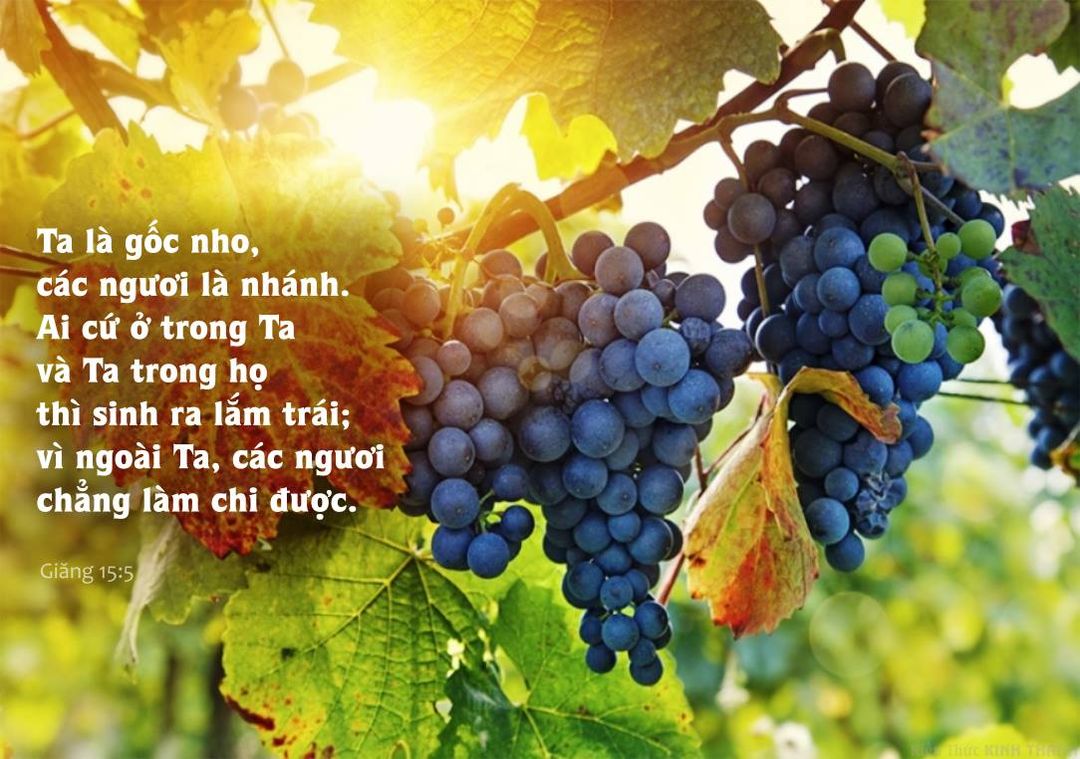 Ta là gốc nho,
các ngươi là nhánh.
Ai cứ ở trong Ta
và Ta trong họ
thì sinh ra lắm trái;
vì ngoài Ta, các ngươi
chẳng làm chi được.
Giăng 15:5